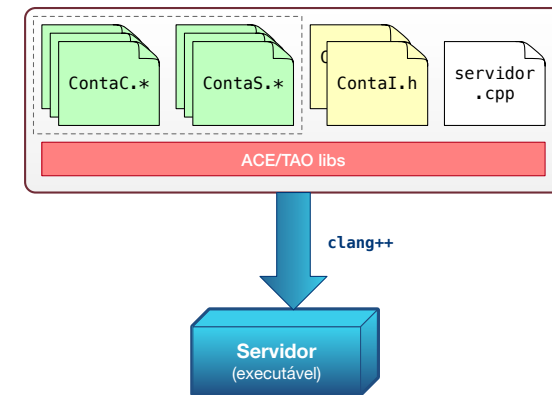 ContaC.*
ContaS.*
C
ContaI.h
servidor
.cpp
ACE/TAO libs
clang++
Servidor
(executável)